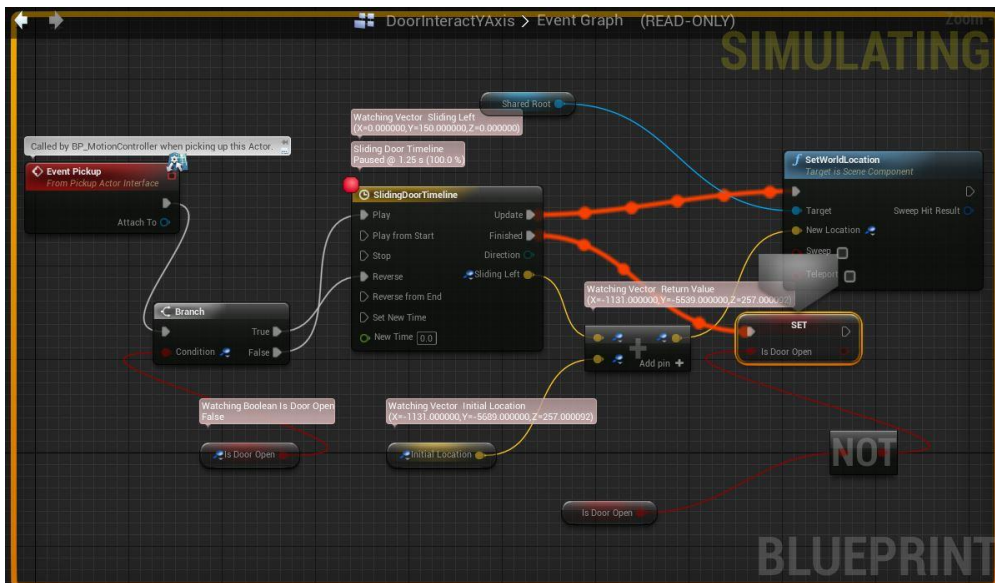 DoorInteractYAxis > Event Graph (READ-ONLY)
Zoom
SIMULATING
Shared Root
Watching Vector Sliding Left
(X=0.000000,Y=150.000000,Z=0.000000)
Sliding Door Timeline
Paused @ 1.25 s (100.0 %)
Called by BP_MotionController when picking up this Actor.
Event Pickup
From Pickup Actor Interface
Attach To
SlidingDoorTimeline
Play
Update
Play from Start
Finished
Stop
Direction
Reverse
Sliding Left
Reverse from End
Set New Time
New Time 0.0
SetWorldLocation
Target is Scene Component
Target
Sweep Hit Result
New Location
Sweep
Teleport
Branch
True
Condition
False
Watching Vector Return Value
(X=-1131.000000,Y=-5539.000000,Z=257.000092)
Add pin +
SET
Is Door Open
Watching Boolean Is Door Open
False
Is Door Open
Watching Vector Initial Location
(X=-1131.000000,Y=-5689.000000,Z=257.000092)
Initial Location
NOT
Is Door Open
BLUEPRINT